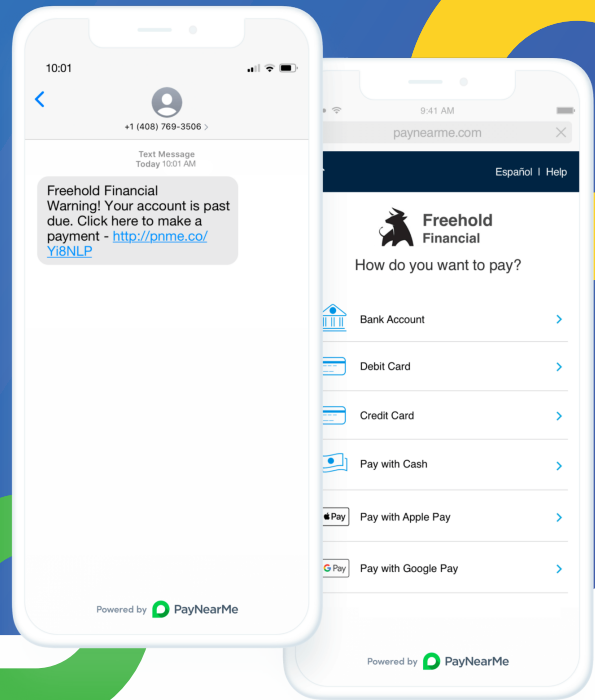 10:01
+1 (408) 769-3506 >
Text Message
Today 10:01 AM
Freehold Financial
Warning! Your account is past
due. Click here to make a
payment - http://pnme.co/
Yi8NLP
Powered by PayNearMe
9:41 AM
paynearme.com
Español | Help
Freehold
Financial
How do you want to pay?
Bank Account
Debit Card
Credit Card
Pay with Cash
Pay
Pay with Apple Pay
G Pay
Pay with Google Pay
Powered by PayNearMe